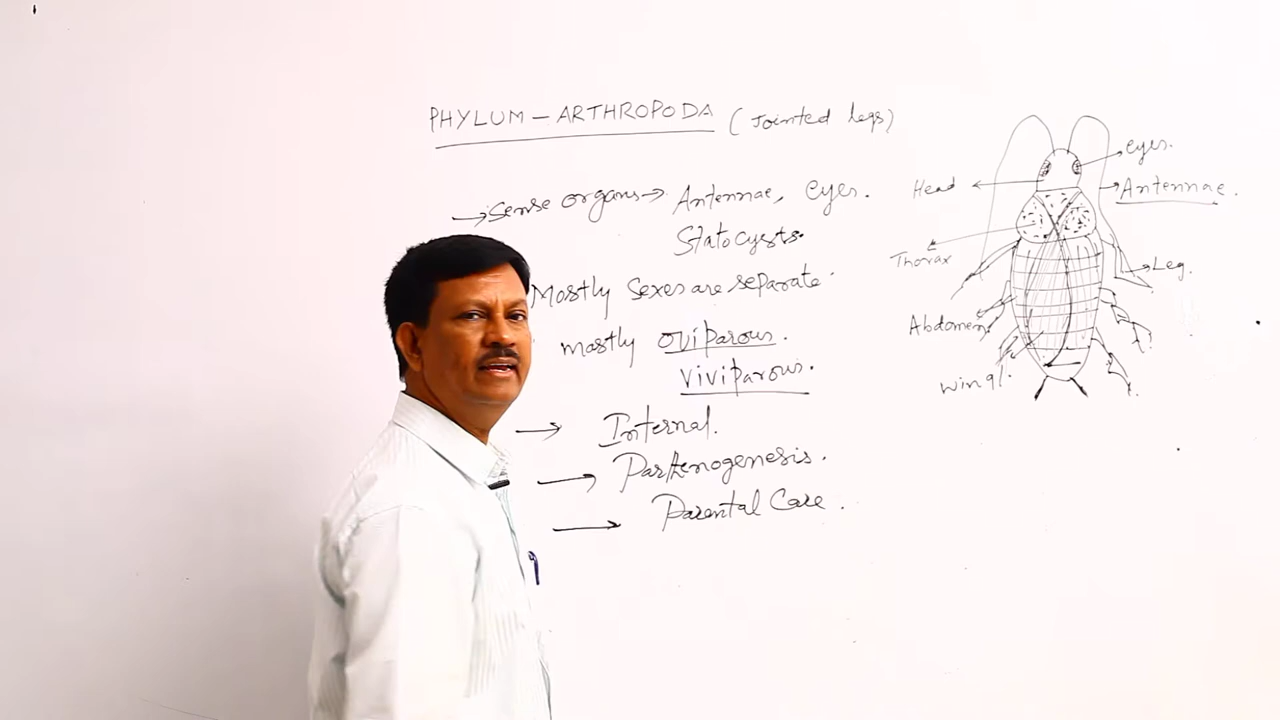 PHYLUM - ARTHROPODA (Jointed legs)
→ Sense organs → Antennae, eyes.
Statocysts.
Mostly sexes are separate.
mostly oviparous.
viviparous.
→ Internal.
→ Parthenogenesis.
→ Parental Care.
eyes.
Head
Antennae.
Thorax
Leg.
Abdomen
wing